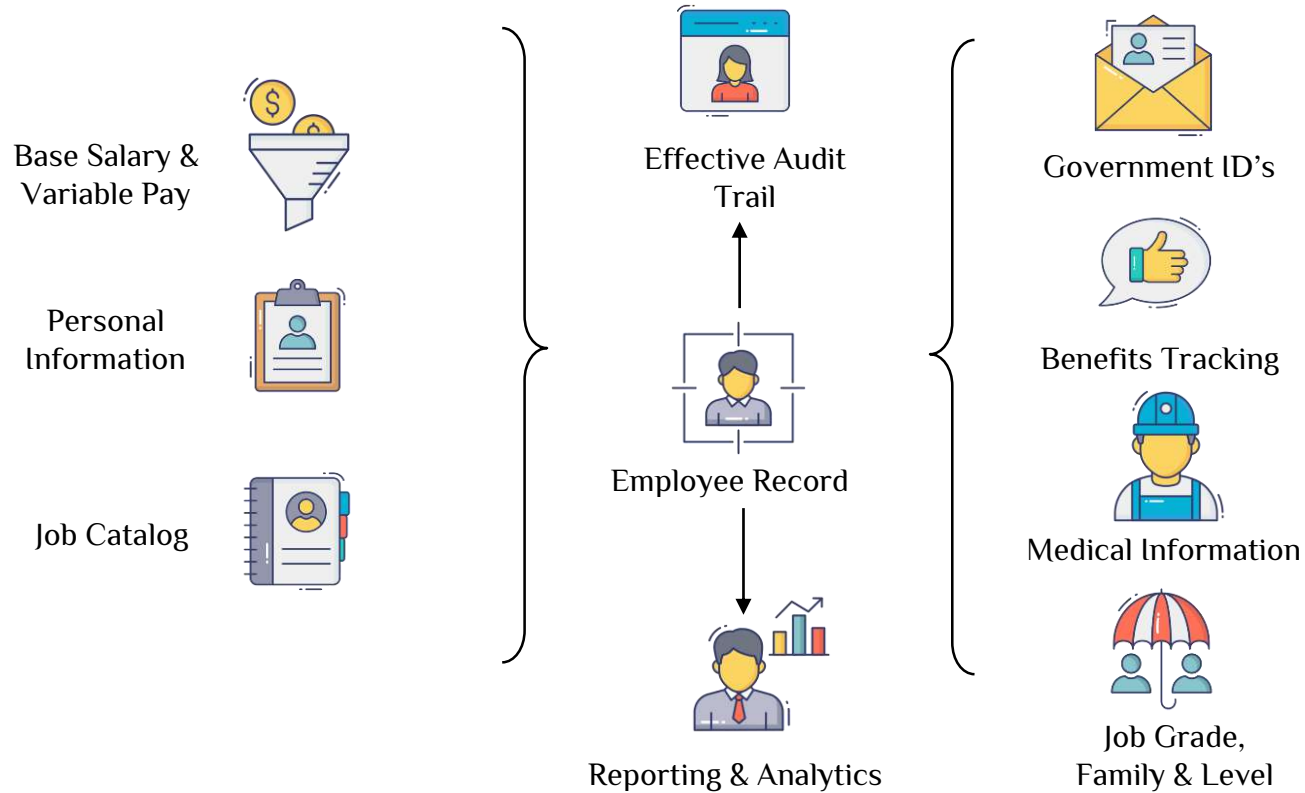 Base Salary &
Variable Pay
Personal
Information
Job Catalog
Effective Audit
Trail
Employee Record
Reporting & Analytics
Government ID’s
Benefits Tracking
Medical Information
Job Grade,
Family & Level